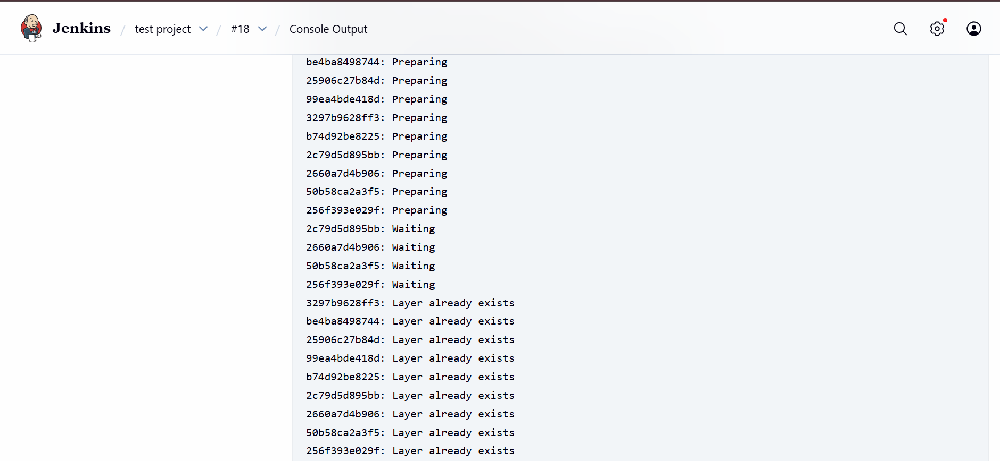 Jenkins / test project / #18 / Console Output
be4ba8498744: Preparing
25906c27b84d: Preparing
99ea4bde418d: Preparing
3297b9628ff3: Preparing
b74d92be8225: Preparing
2c79d5d895bb: Preparing
2660a7d4b906: Preparing
50b58ca2a3f5: Preparing
256f393e029f: Preparing
2c79d5d895bb: Waiting
2660a7d4b906: Waiting
50b58ca2a3f5: Waiting
256f393e029f: Waiting
3297b9628ff3: Layer already exists
be4ba8498744: Layer already exists
25906c27b84d: Layer already exists
99ea4bde418d: Layer already exists
b74d92be8225: Layer already exists
2c79d5d895bb: Layer already exists
2660a7d4b906: Layer already exists
50b58ca2a3f5: Layer already exists
256f393e029f: Layer already exists